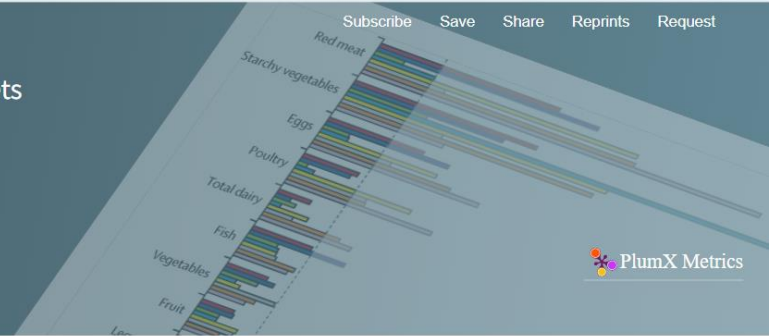 Subscribe Save Share Reprints Request
ts
Red meat
Starchy vegetables
Eggs
Poultry
Total dairy
Fish
Vegetables
Fruit
PlumX Metrics